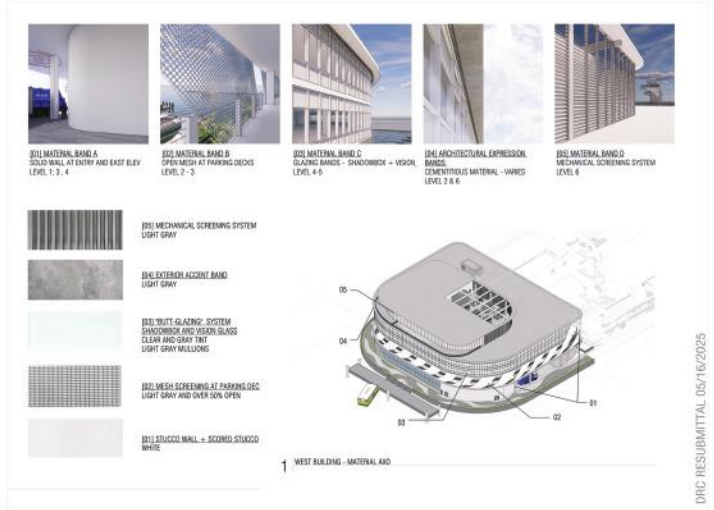 [01] MATERIAL BAND A
SOLID WALL AT ENTRY AND EAST ELEV
LEVEL 1, 3 , 4
[02] MATERIAL BAND B
OPEN MESH AT PARKING DECKS
LEVEL 2 - 3
[03] MATERIAL BAND C
GLAZING BANDS - SHADOWBOX + VISION,
LEVEL 4-5
[04] ARCHITECTURAL EXPRESSION
BANDS,
CEMENTITIOUS MATERIAL - VARIES
LEVEL 2 & 6
[05] MATERIAL BAND D
MECHANICAL SCREENING SYSTEM
LEVEL 6
[05] MECHANICAL SCREENING SYSTEM
LIGHT GRAY
[04] EXTERIOR ACCENT BAND
LIGHT GRAY
[03] "BUTT-GLAZING" SYSTEM
SHADOWBOX AND VISION GLASS
CLEAR AND GRAY TINT
LIGHT GRAY MULLIONS
[02] MESH SCREENING AT PARKING DEC
LIGHT GRAY AND OVER 50% OPEN
[01] STUCCO WALL + SCORED STUCCO
WHITE
05
04
03
02
01
1 WEST BUILDING - MATERIAL AXO
DRC RESUBMITTAL 05/16/2025